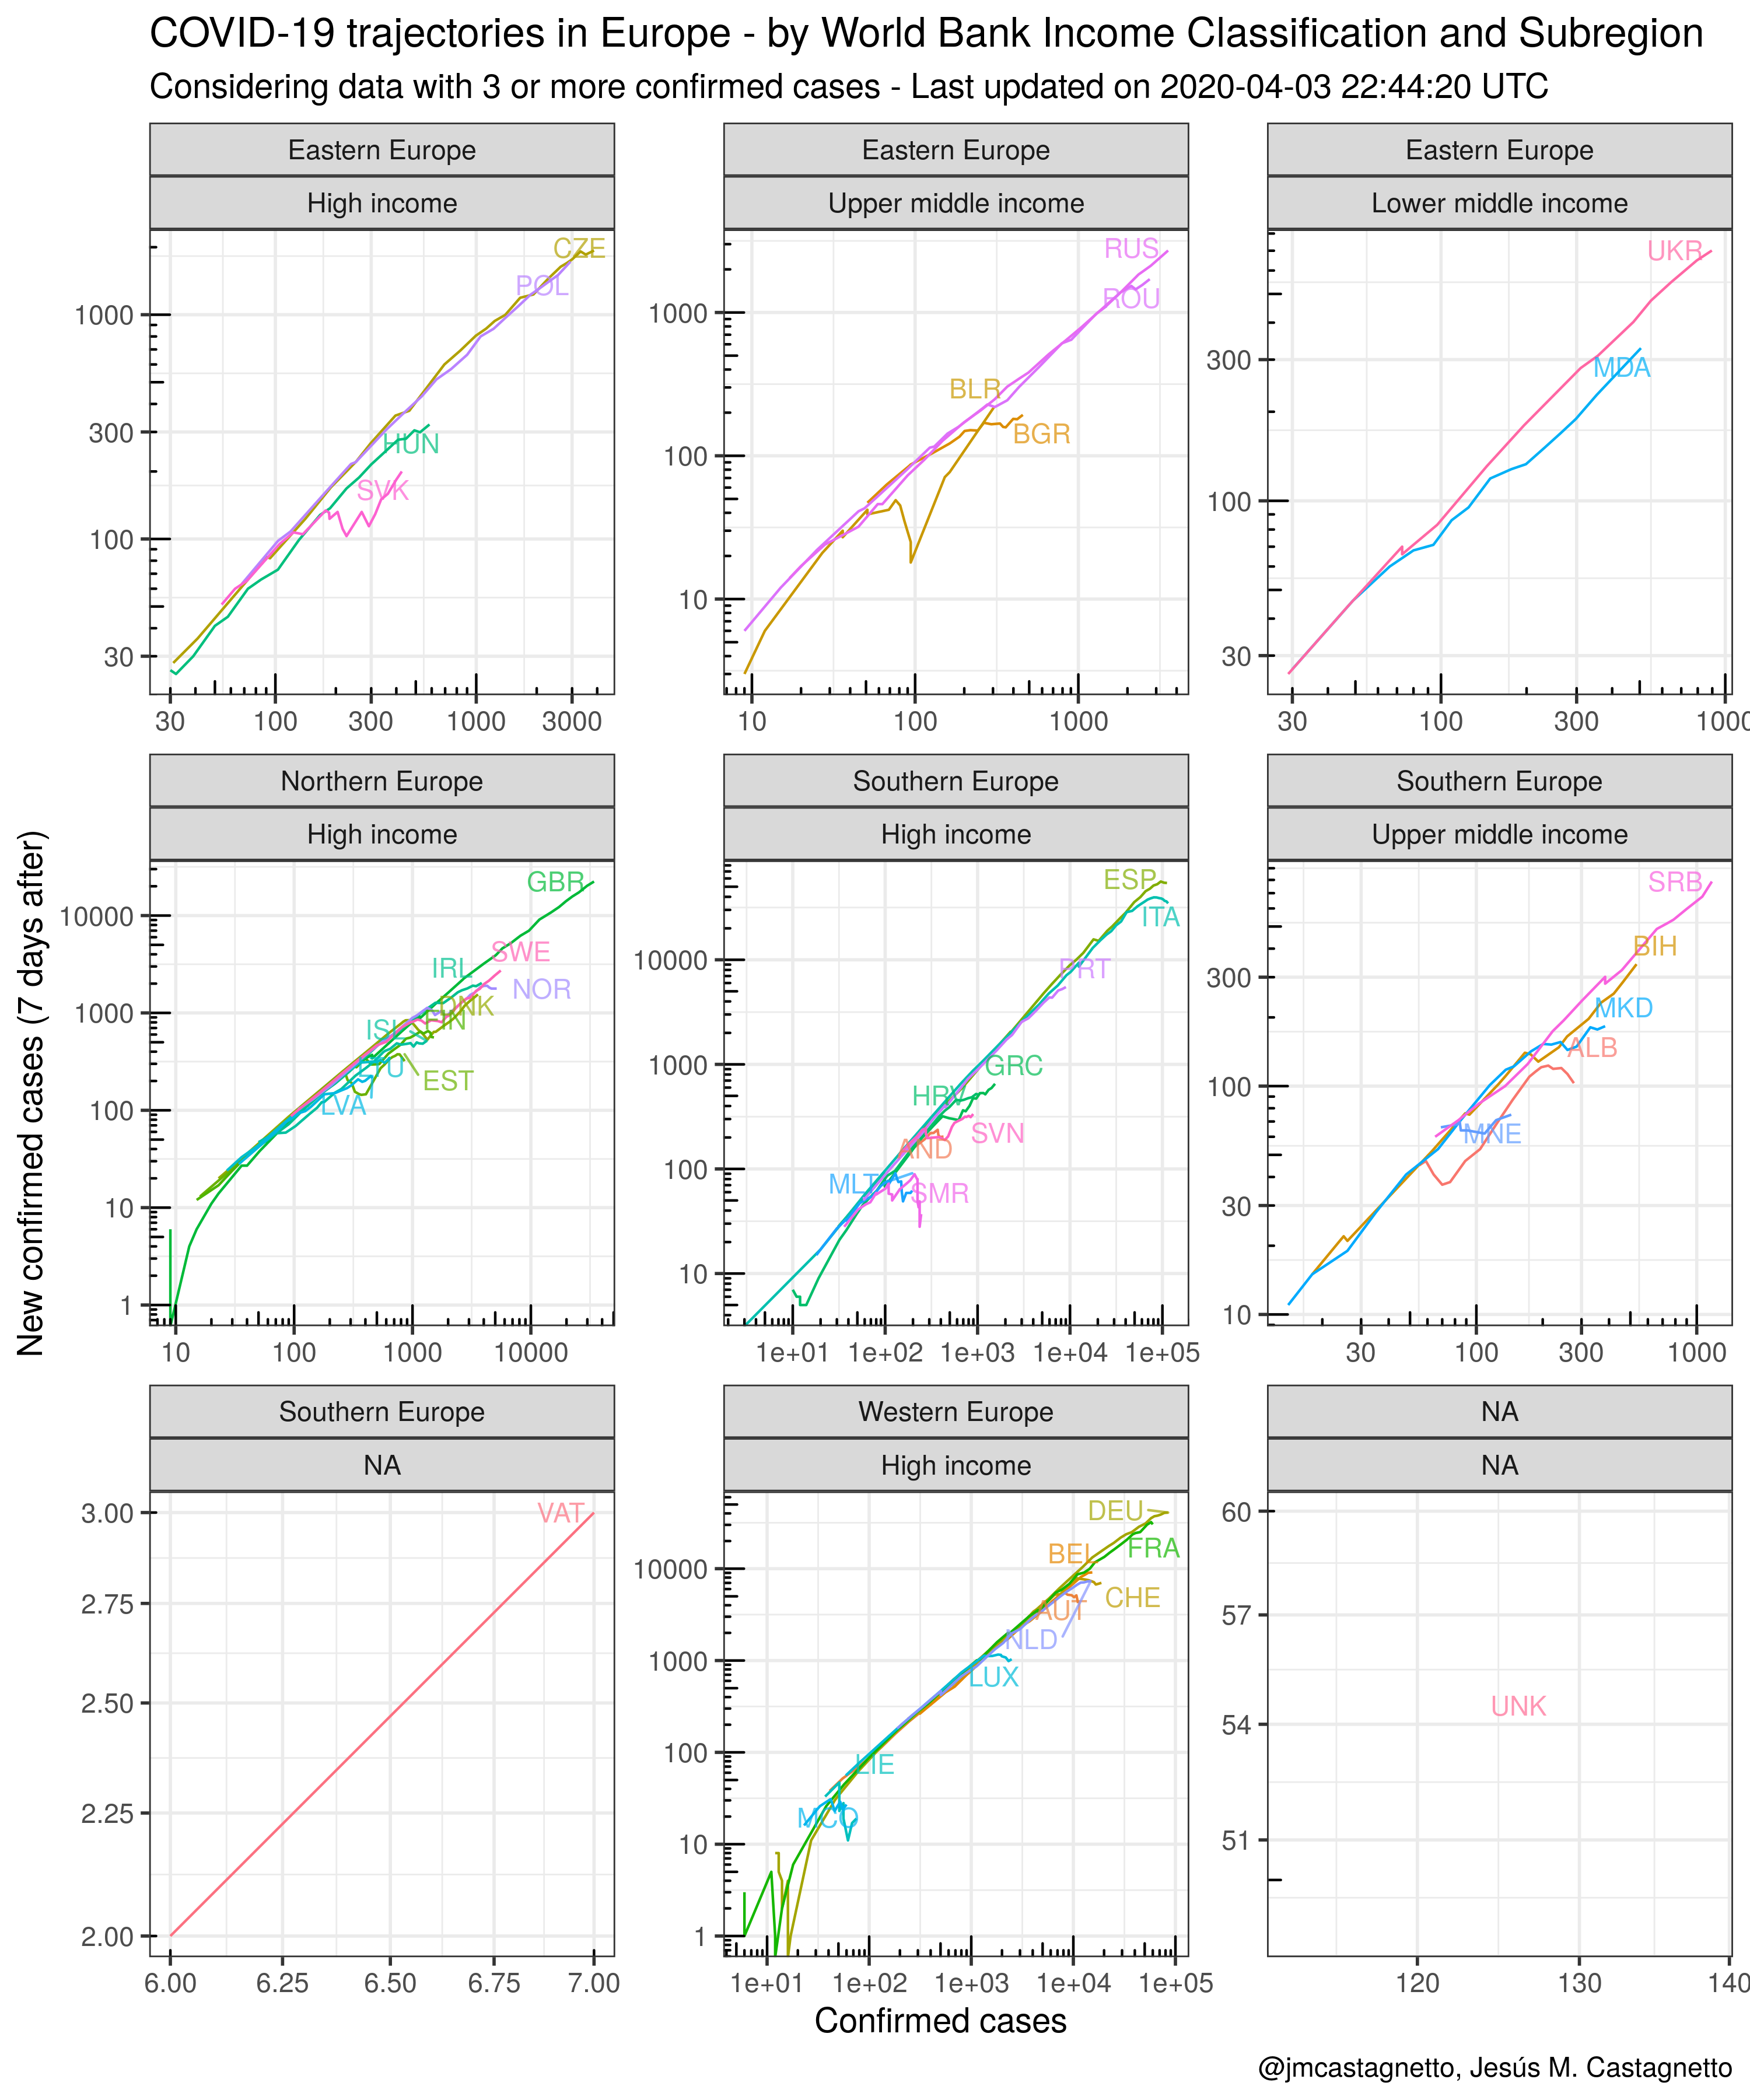 COVID-19 trajectories in Europe - by World Bank Income Classification and Subregion
Considering data with 3 or more confirmed cases - Last updated on 2020-04-03 22:44:20 UTC
Eastern Europe
High income
CZE
POL
HUN
SVK
1000
300
100
30
30 100 300 1000 3000
Eastern Europe
Upper middle income
RUS
ROU
BLR
BGR
1000
100
10
10 100 1000
Eastern Europe
Lower middle income
UKR
MDA
300
100
30
30 100 300 1000
New confirmed cases (7 days after)
Northern Europe
High income
GBR
SWE
IRL
NOR
DNK
FIN
ISL
LTU
EST
LVA
10000
1000
100
10
1
10 100 1000 10000
Southern Europe
High income
ESP
ITA
PRT
GRC
HRV
SVN
AND
MLT
SMR
10000
1000
100
10
1e+01 1e+02 1e+03 1e+04 1e+05
Southern Europe
Upper middle income
SRB
BIH
MKD
ALB
MNE
300
100
30
10
30 100 300 1000
Southern Europe
NA
VAT
3.00
2.75
2.50
2.25
2.00
6.00 6.25 6.50 6.75 7.00
Western Europe
High income
DEU
FRA
BEL
CHE
AUT
NLD
LUX
LIE
MCO
10000
1000
100
10
1
1e+01 1e+02 1e+03 1e+04 1e+05
NA
NA
UNK
60
57
54
51
120 130 140
Confirmed cases
@jmcastagnetto, Jesús M. Castagnetto